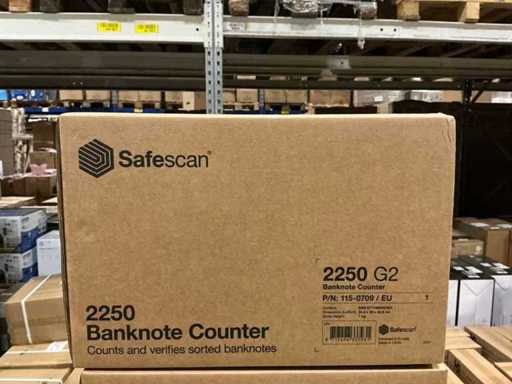 Safescan®
2250
Banknote Counter
Counts and verifies sorted banknotes
2250 G2
Banknote Counter
P/N: 115-0709 / EU 1
Safescan®